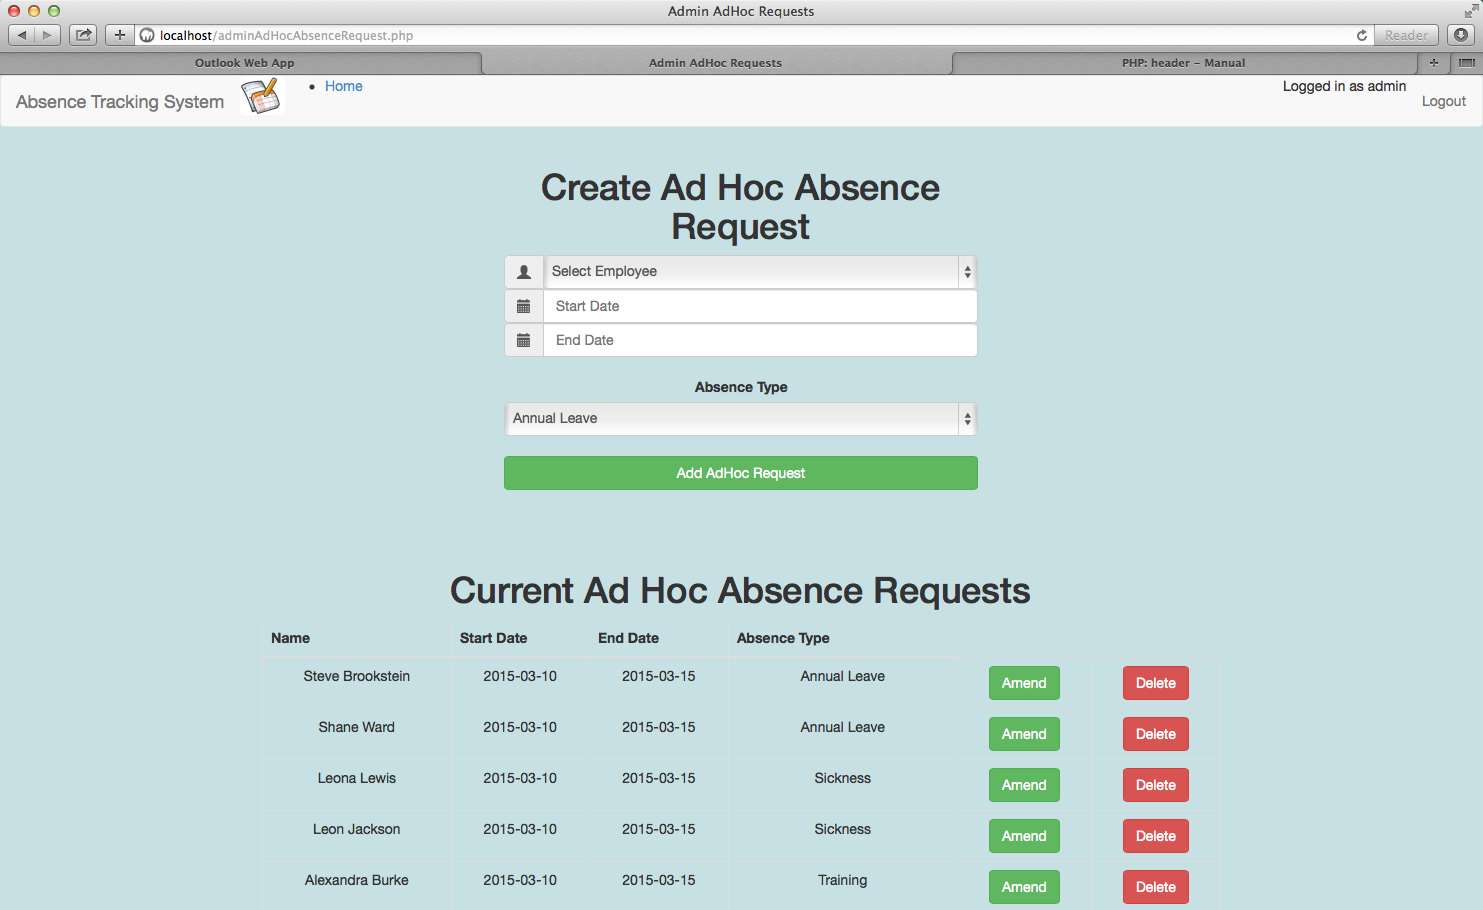 Admin AdHoc Requests
localhost/adminAdHocAbsenceRequest.php
Reader
Outlook Web App
Admin AdHoc Requests
PHP: header - Manual
Absence Tracking System
Home
Logged in as admin
Logout
Create Ad Hoc Absence
Request
Select Employee
Start Date
End Date
Absence Type
Annual Leave
Add AdHoc Request
Current Ad Hoc Absence Requests
Name Start Date End Date Absence Type
Steve Brookstein 2015-03-10 2015-03-15 Annual Leave Amend Delete
Shane Ward 2015-03-10 2015-03-15 Annual Leave Amend Delete
Leona Lewis 2015-03-10 2015-03-15 Sickness Amend Delete
Leon Jackson 2015-03-10 2015-03-15 Sickness Amend Delete
Alexandra Burke 2015-03-10 2015-03-15 Training Amend Delete